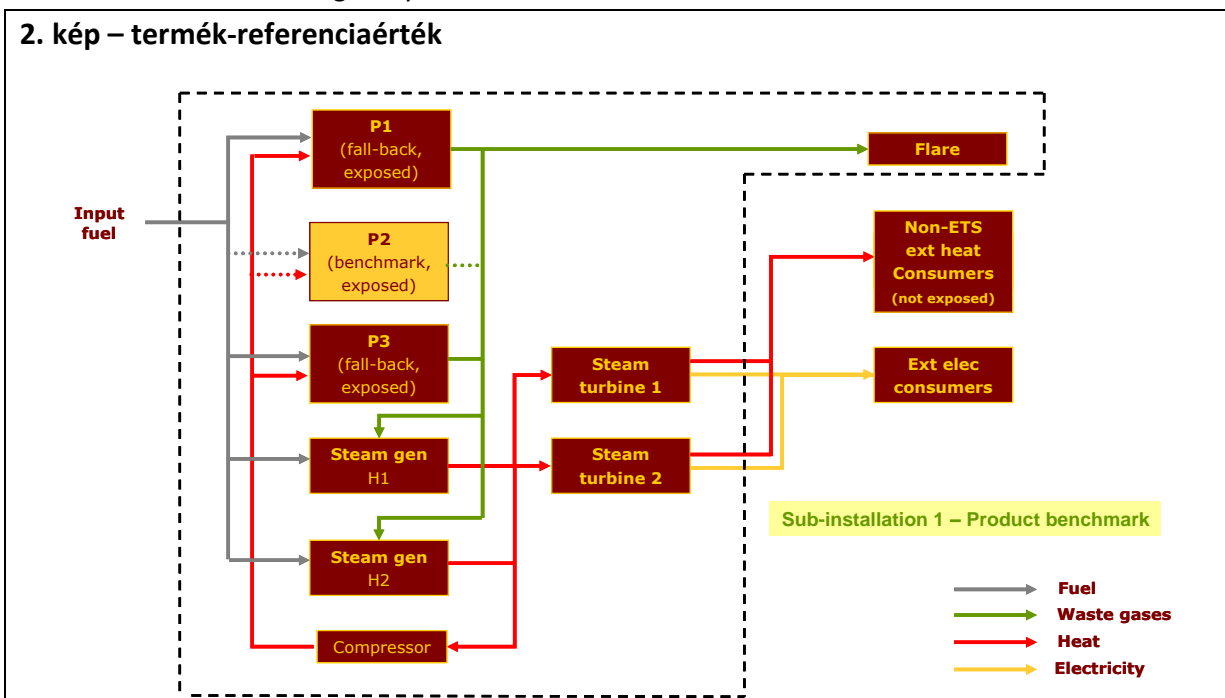 2. kép – termék-referenciaérték
P1
(fall-back,
exposed)
Flare
Input
fuel
P2
(benchmark,
exposed)
Non-ETS
ext heat
Consumers
(not exposed)
P3
(fall-back,
exposed)
Steam
turbine 1
Ext elec
consumers
Steam gen
H1
Steam
turbine 2
Sub-installation 1 – Product benchmark
Steam gen
H2
Fuel
Waste gases
Compressor
Heat
Electricity